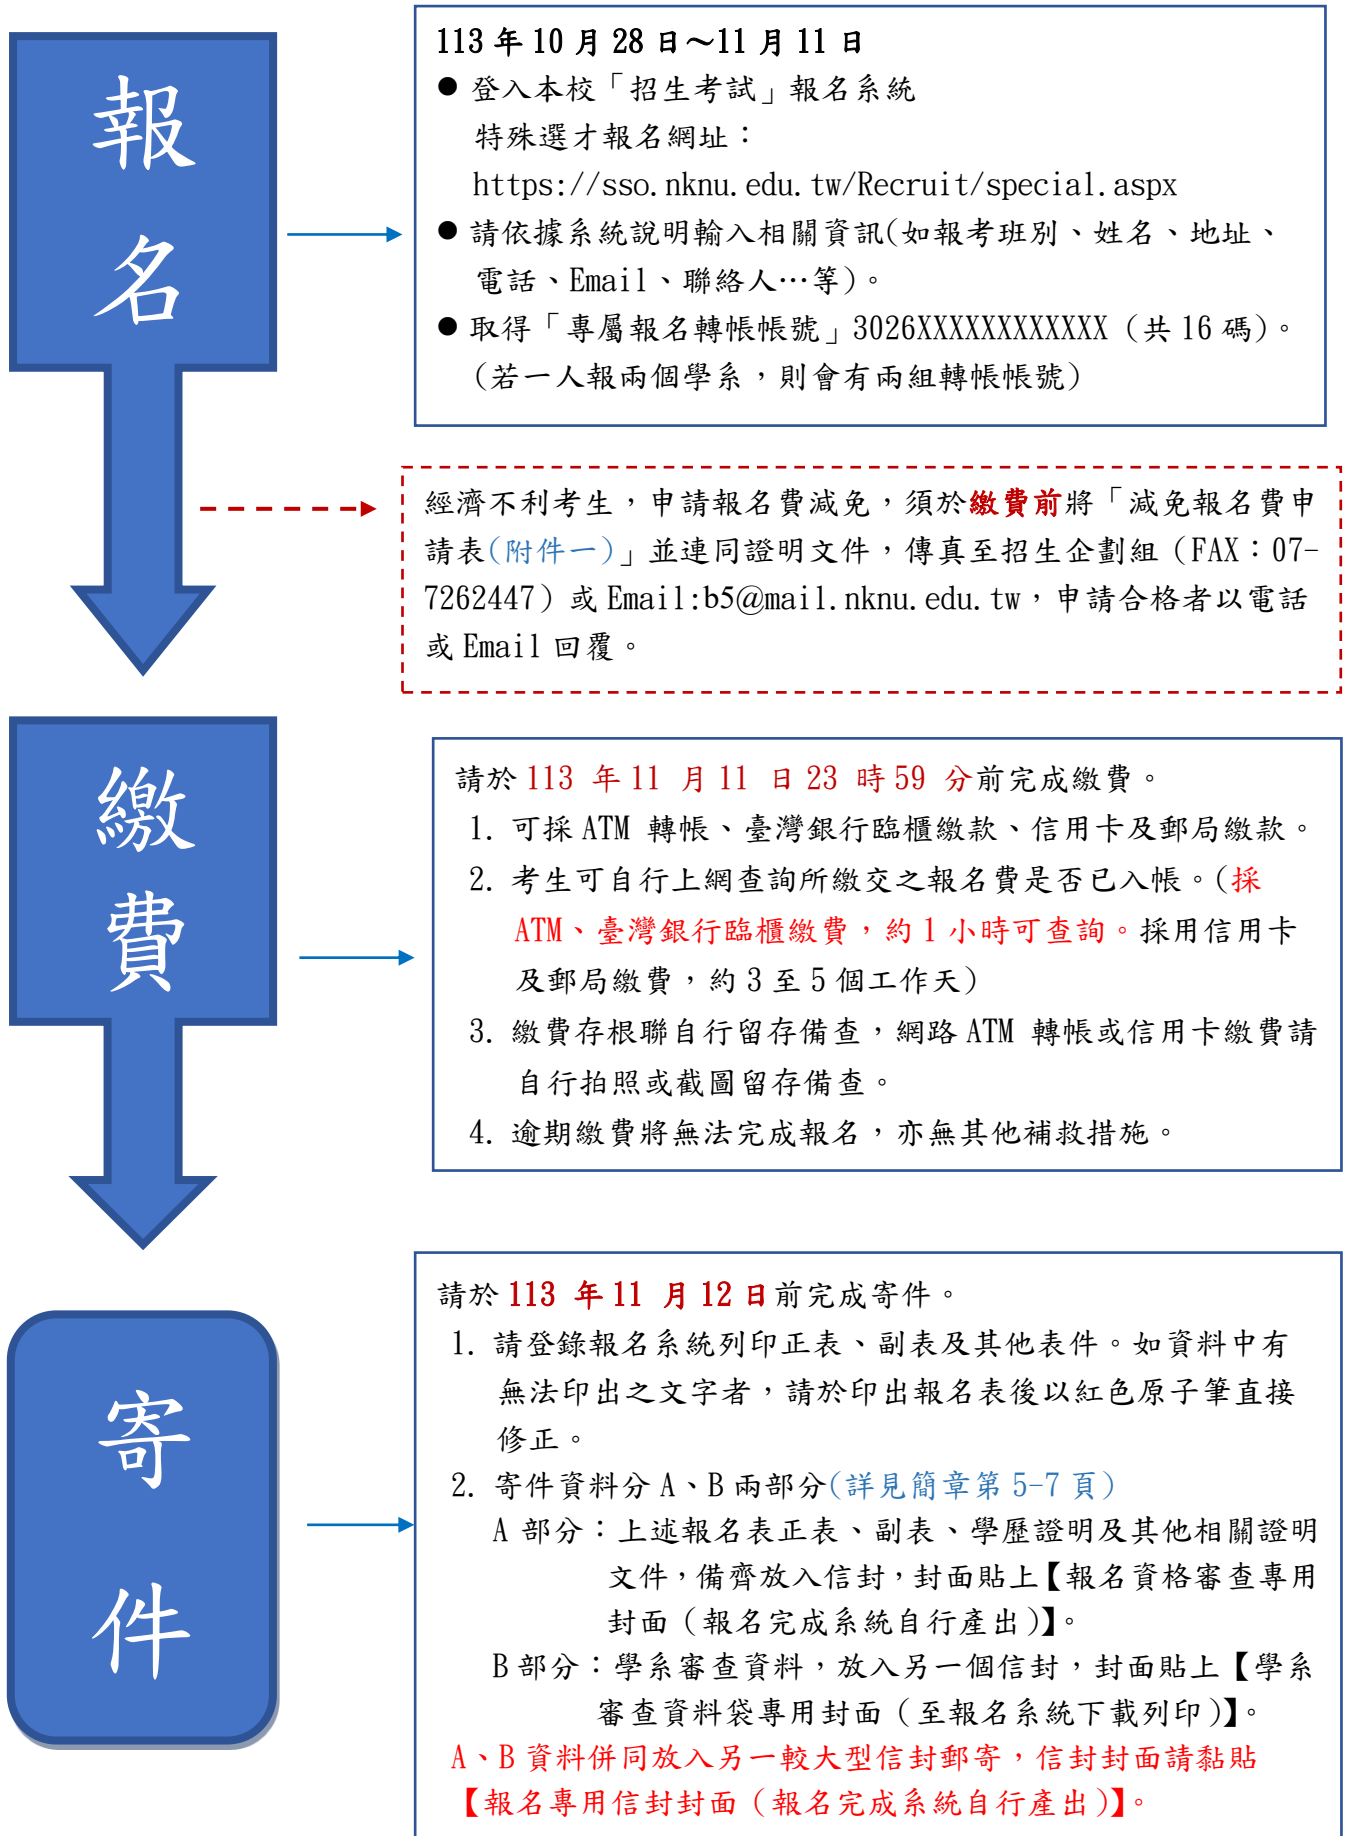 報
名
113 年 10 月 28 日～11 月 11 日
● 登入本校「招生考試」報名系統
特殊選才報名網址：
https://sso.nknu.edu.tw/Recruit/special.aspx
● 請依據系統說明輸入相關資訊(如報考班別、姓名、地址、
電話、Email、聯絡人…等)。
● 取得「專屬報名轉帳帳號」3026XXXXXXXXXXXX (共 16 碼)。
(若一人報兩個學系，則會有兩組轉帳帳號)
經濟不利考生，申請報名費減免，須於繳費前將「減免報名費申
請表(附件一)」並連同證明文件，傳真至招生企劃組（FAX：07-
7262447）或 Email:b5@mail.nknu.edu.tw，申請合格者以電話
或 Email 回覆。
繳
費
請於 113 年 11 月 11 日 23 時 59 分前完成繳費。
1. 可採 ATM 轉帳、臺灣銀行臨櫃繳款、信用卡及郵局繳款。
2. 考生可自行上網查詢所繳交之報名費是否已入帳。(採
ATM、臺灣銀行臨櫃繳費，約 1 小時可查詢。採用信用卡
及郵局繳費，約 3 至 5 個工作天)
3. 繳費存根聯自行留存備查，網路 ATM 轉帳或信用卡繳費請
自行拍照或截圖留存備查。
4. 逾期繳費將無法完成報名，亦無其他補救措施。
寄
件
請於 113 年 11 月 12 日前完成寄件。
1. 請登錄報名系統列印正表、副表及其他表件。如資料中有
無法印出之文字者，請於印出報名表後以紅色原子筆直接
修正。
2. 寄件資料分 A、B 兩部分(詳見簡章第 5-7 頁)
A 部分：上述報名表正表、副表、學歷證明及其他相關證明
文件，備齊放入信封，封面貼上【報名資格審查專用
封面（報名完成系統自行產出）】。
B 部分：學系審查資料，放入另一個信封，封面貼上【學系
審查資料袋專用封面（至報名系統下載列印）】。
A、B 資料併同放入另一較大型信封郵寄，信封封面請黏貼
【報名專用信封封面（報名完成系統自行產出）】。